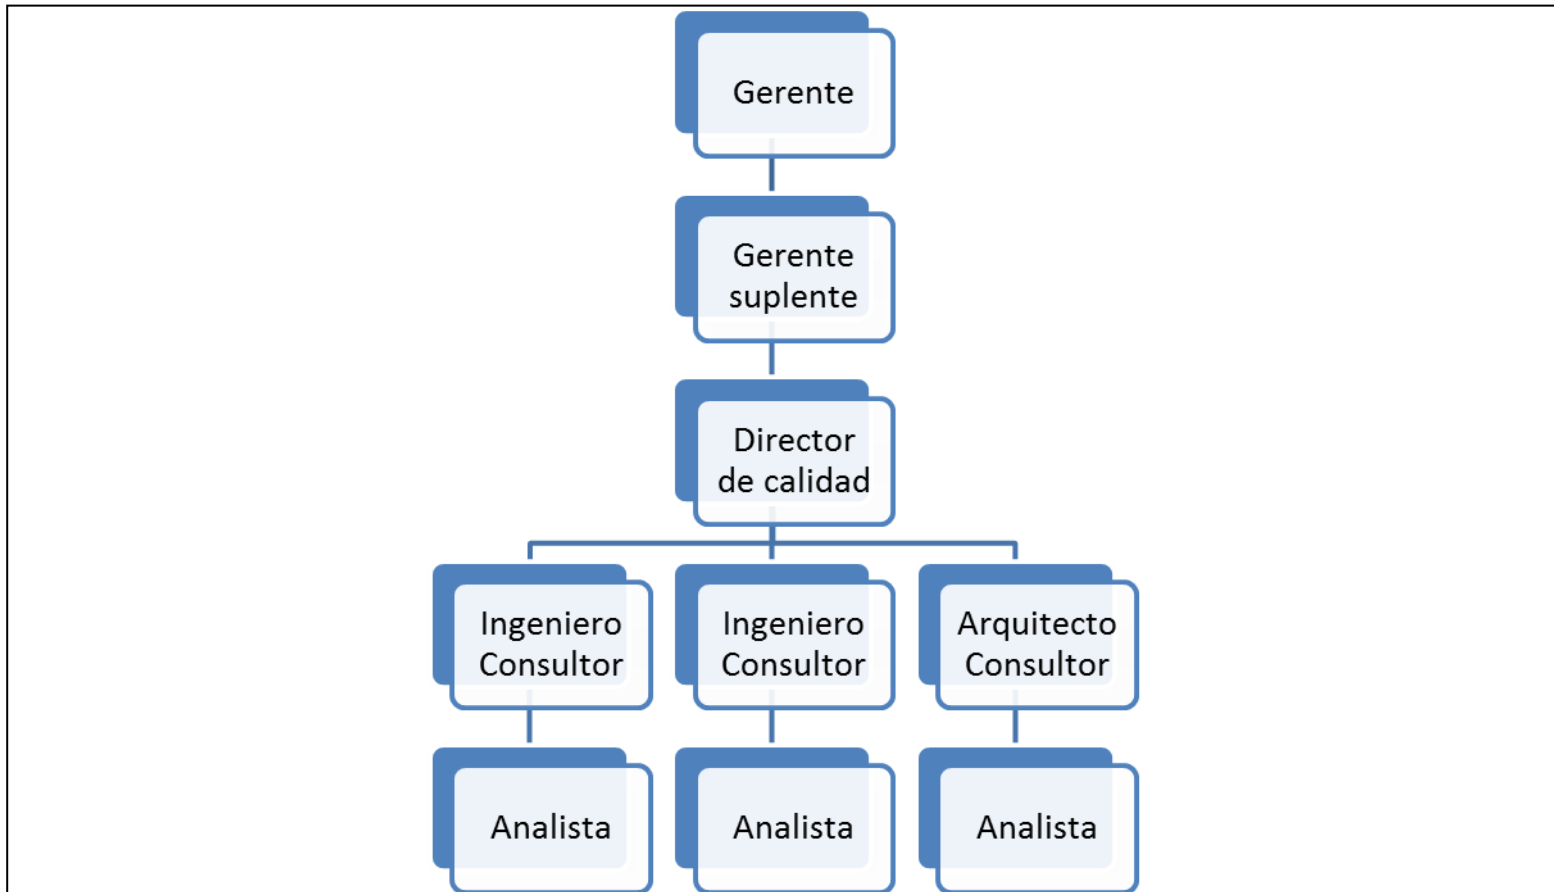 Gerente
Gerente
suplente
Director
de calidad
Ingeniero
Consultor
Ingeniero
Consultor
Arquitecto
Consultor
Analista
Analista
Analista